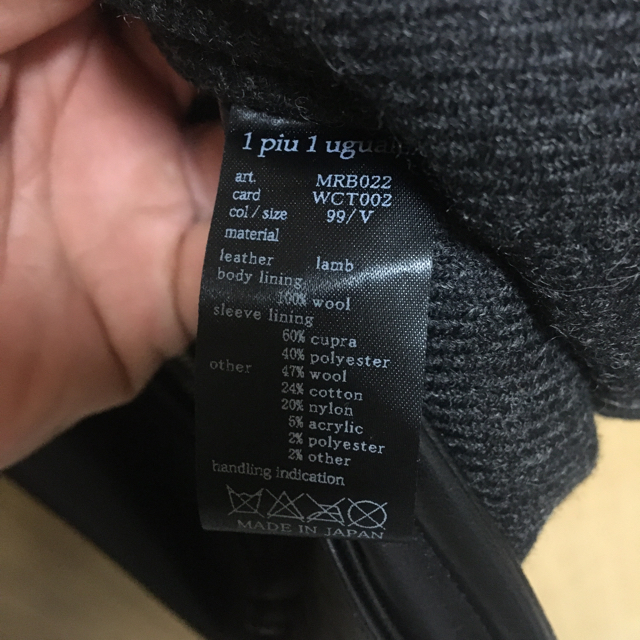 1 piu 1 uguale
art. MRB022
card WCT002
col / size 99/V
material
leather lamb
body lining
100% wool
sleeve lining
60% cupra
40% polyester
other 47% wool
24% cotton
20% nylon
5% acrylic
2% polyester
2% other
handling indication
MADE IN JAPAN